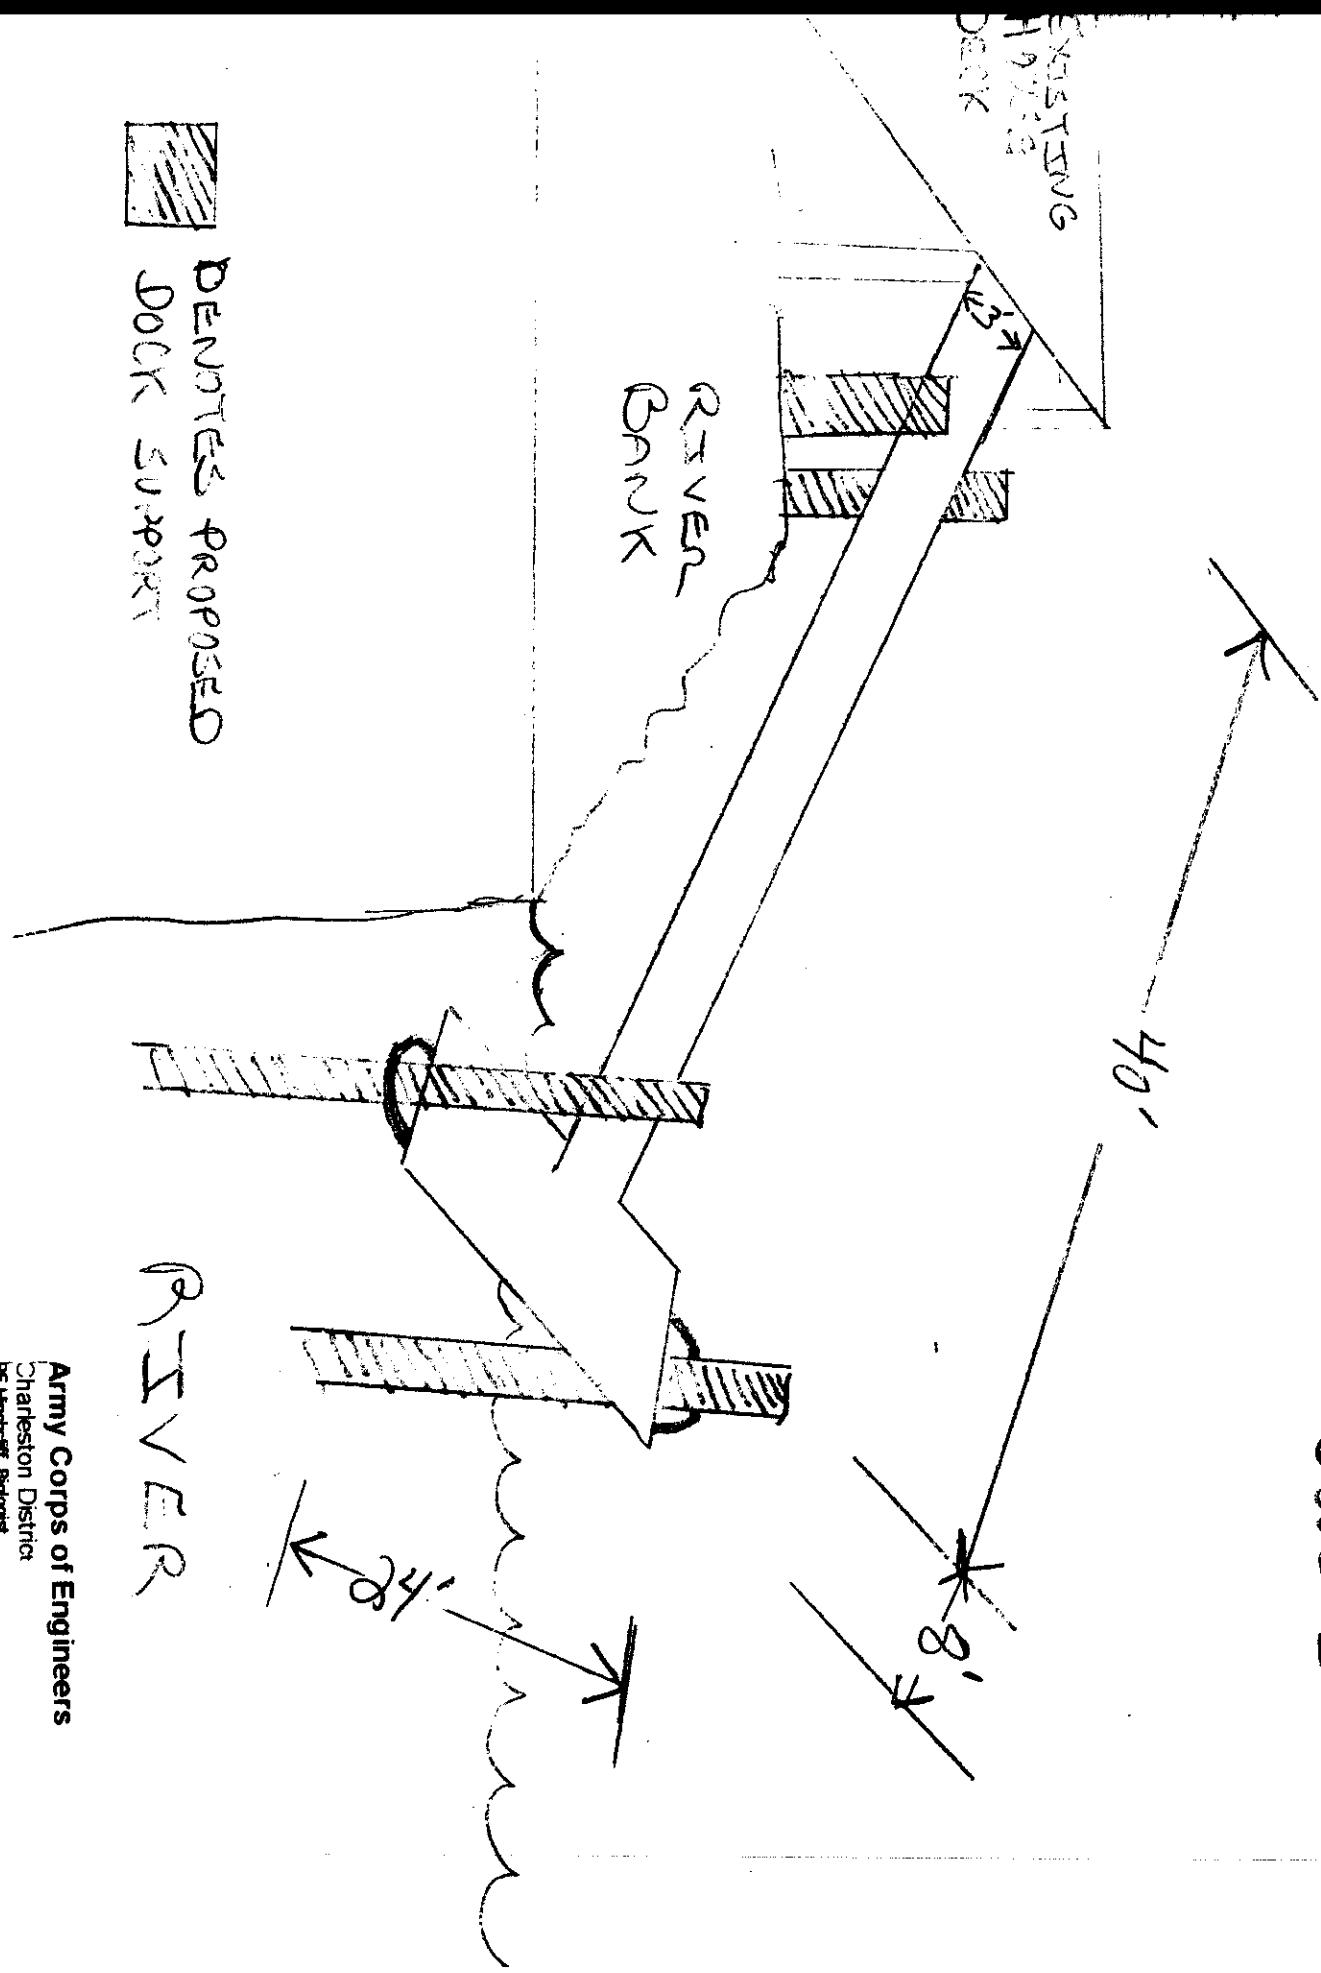 EXISTING
HOUSE
DECK
3'
40'
8'
24'
RIVER
BANK
DENOTES PROPOSED
DOCK SUPPORT
RIVER
Army Corps of Engineers
Charleston District